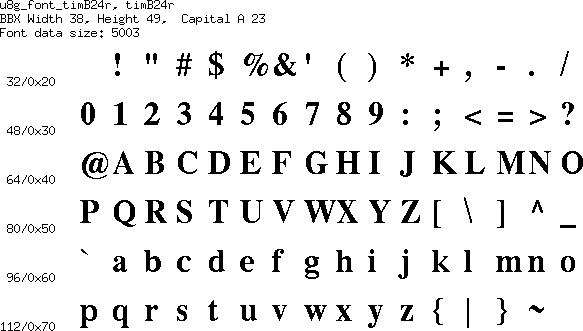 u8g_font_timB24r, timB24r
BBX Width 38, Height 49,  Capital A 23
Font data size: 5003
32/0x20 ! " # $ % & ' ( ) * + , - . /
48/0x30 0 1 2 3 4 5 6 7 8 9 : ; < = > ?
64/0x40 @ A B C D E F G H I J K L M N O
80/0x50 P Q R S T U V W X Y Z [ \ ] ^ _
96/0x60 ` a b c d e f g h i j k l m n o
112/0x70 p q r s t u v w x y z { | } ~